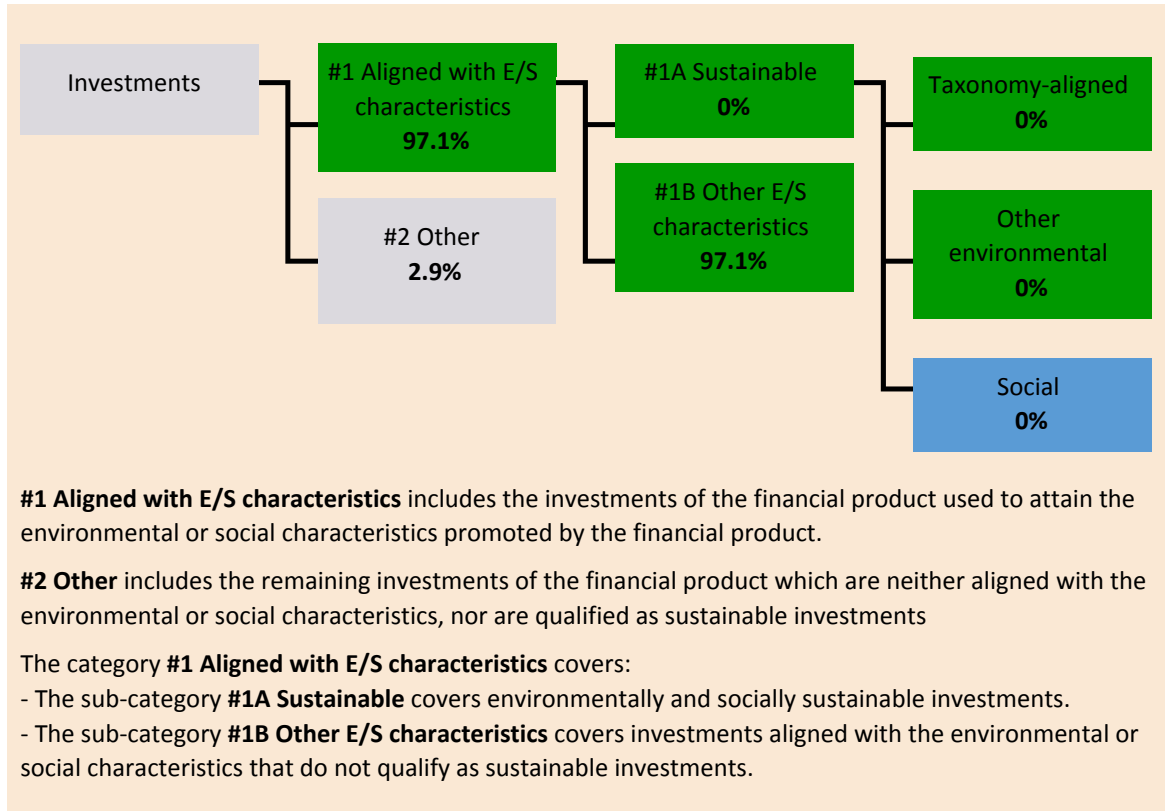 Investments
#1 Aligned with E/S
characteristics
97.1%
#2 Other
2.9%
#1A Sustainable
0%
#1B Other E/S
characteristics
97.1%
Taxonomy-aligned
0%
Other
environmental
0%
Social
0%
#1 Aligned with E/S characteristics includes the investments of the financial product used to attain the
environmental or social characteristics promoted by the financial product.
#2 Other includes the remaining investments of the financial product which are neither aligned with the
environmental or social characteristics, nor are qualified as sustainable investments
The category #1 Aligned with E/S characteristics covers:
- The sub-category #1A Sustainable covers environmentally and socially sustainable investments.
- The sub-category #1B Other E/S characteristics covers investments aligned with the environmental or
social characteristics that do not qualify as sustainable investments.